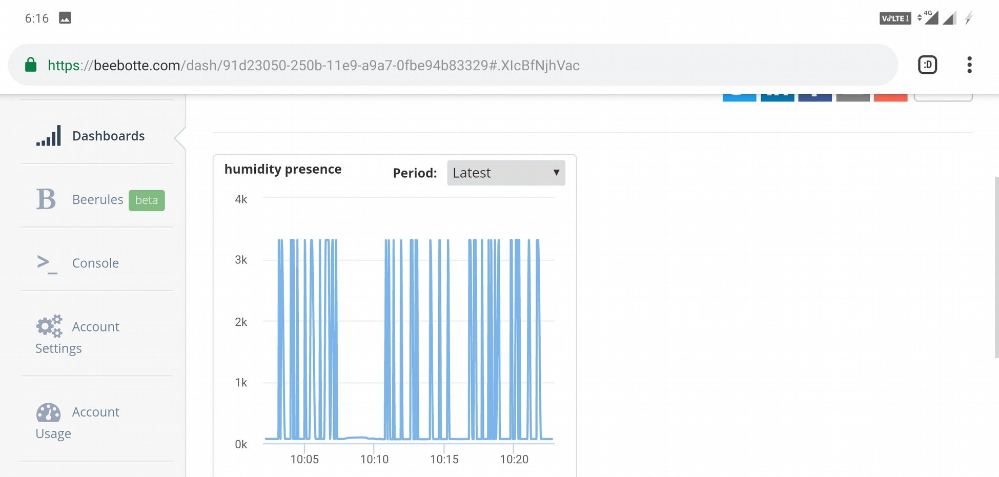 6:16
VoLTE 4G
https://beebotte.com/dash/91d23050-250b-11e9-a9a7-0fbe94b83329#.XIcBfNjhVac
:D
Dashboards
B Beerules beta
>_ Console
Account
Settings
Account
Usage
humidity presence
Period: Latest
4k
3k
2k
1k
0k
10:05 10:10 10:15 10:20